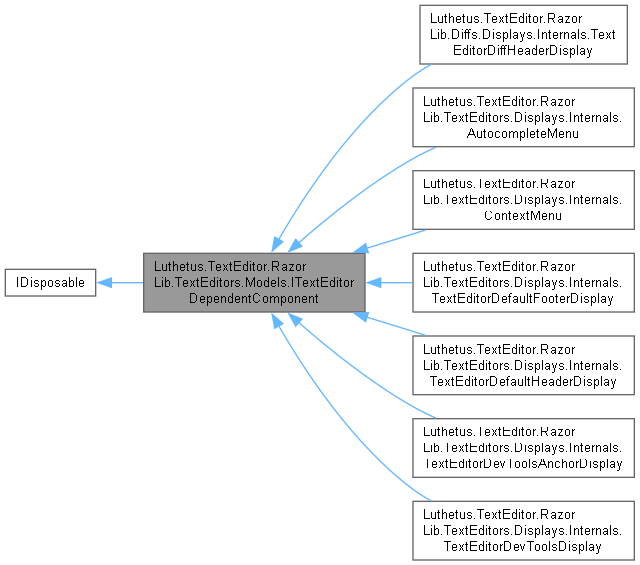 Luthetus.TextEditor.Razor
Lib.Diffs.Displays.Internals.Text
EditorDiffHeaderDisplay
Luthetus.TextEditor.Razor
Lib.TextEditors.Displays.Internals.
AutocompleteMenu
Luthetus.TextEditor.Razor
Lib.TextEditors.Displays.Internals.
ContextMenu
IDisposable
Luthetus.TextEditor.Razor
Lib.TextEditors.Models.ITextEditor
DependentComponent
Luthetus.TextEditor.Razor
Lib.TextEditors.Displays.Internals.
TextEditorDefaultFooterDisplay
Luthetus.TextEditor.Razor
Lib.TextEditors.Displays.Internals.
TextEditorDefaultHeaderDisplay
Luthetus.TextEditor.Razor
Lib.TextEditors.Displays.Internals.
TextEditorDevToolsAnchorDisplay
Luthetus.TextEditor.Razor
Lib.TextEditors.Displays.Internals.
TextEditorDevToolsDisplay